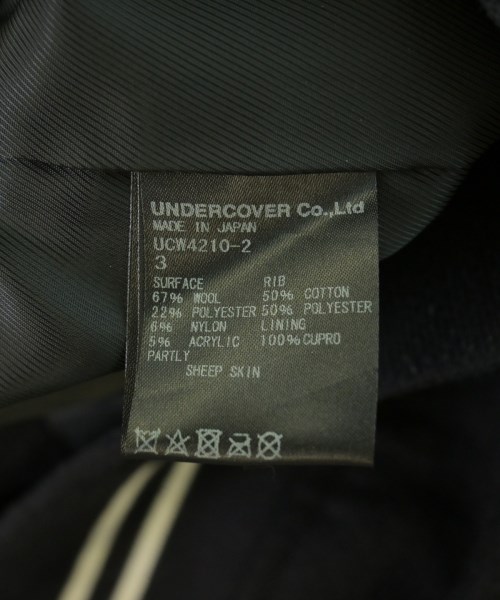 UNDERCOVER Co.,Ltd
MADE IN JAPAN
UCW4210-2
3
SURFACE RIB
67% WOOL 50% COTTON
22% POLYESTER 50% POLYESTER
6% NYLON LINING
5% ACRYLIC 100%CUPRO
PARTLY
SHEEP SKIN